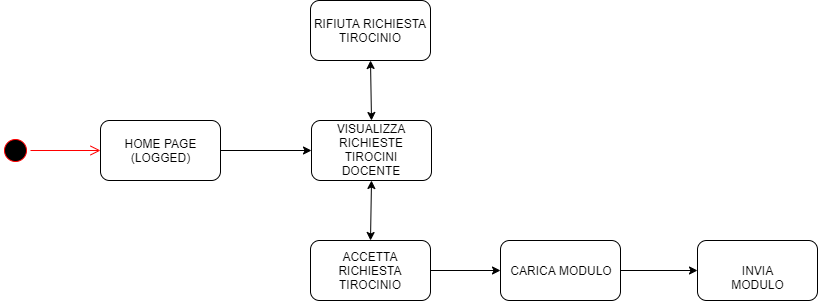 RIFIUTA RICHIESTA
TIROCINIO
HOME PAGE
(LOGGED)
VISUALIZZA
RICHIESTE
TIROCINI
DOCENTE
ACCETTA
RICHIESTA
TIROCINIO
CARICA MODULO
INVIA
MODULO